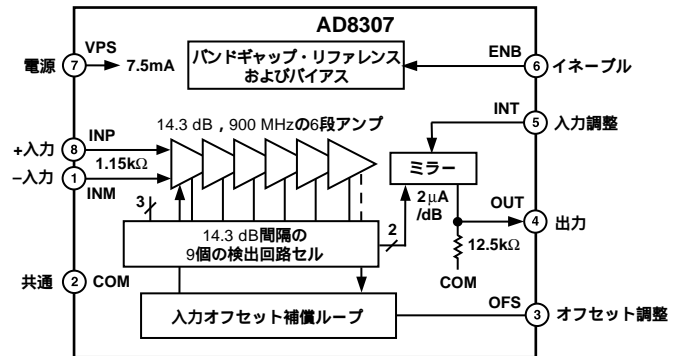 AD8307
VPS
電源 7 7.5mA
バンドギャップ・リファレンス
およびバイアス
ENB
6 イネーブル
INT
5 入力調整
14.3 dB , 900 MHzの6段アンプ
+入力 8 INP
1.15kΩ
–入力 1 INM
ミラー
3
2μA
/dB
2
OUT
4 出力
12.5kΩ
COM
14.3 dB間隔の
9個の検出回路セル
共通 2 COM
入力オフセット補償ループ
OFS
3 オフセット調整